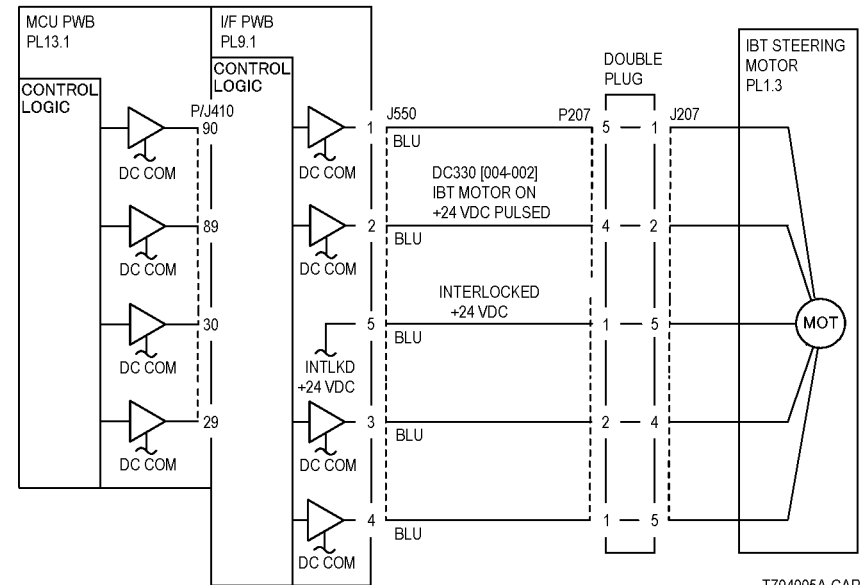 MCU PWB
PL13.1
I/F PWB
PL9.1
CONTROL
LOGIC
CONTROL
LOGIC
P/J410
90
DC COM
89
DC COM
30
DC COM
29
DC COM
1
DC COM
2
DC COM
5
INTLKD
+24 VDC
3
DC COM
4
DC COM
J550
BLU
BLU
BLU
BLU
BLU
DC330 [004-002]
IBT MOTOR ON
+24 VDC PULSED
INTERLOCKED
+24 VDC
P207
DOUBLE
PLUG
J207
5 1
4 2
1 5
2 4
1 5
IBT STEERING
MOTOR
PL1.3
MOT